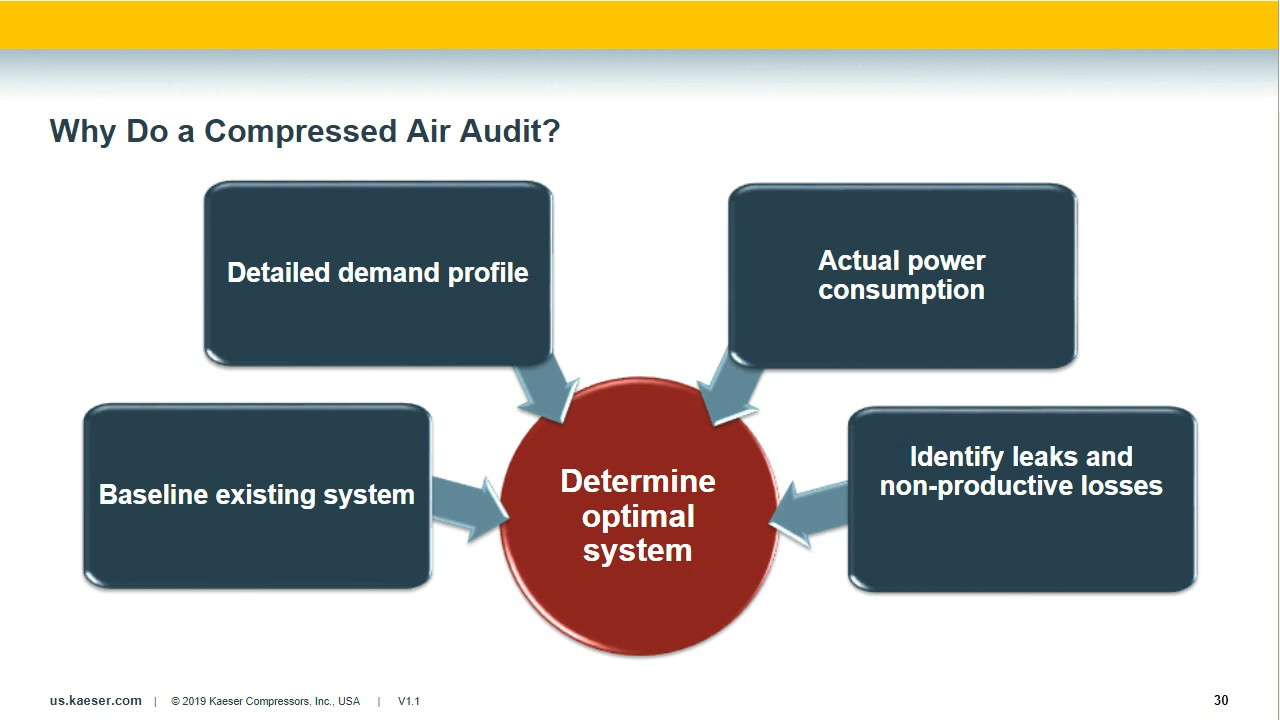 Why Do a Compressed Air Audit?
Detailed demand profile
Actual power
consumption
Baseline existing system
Determine
optimal
system
Identify leaks and
non-productive losses
us.kaeser.com | © 2019 Kaeser Compressors, Inc., USA | V1.1
30